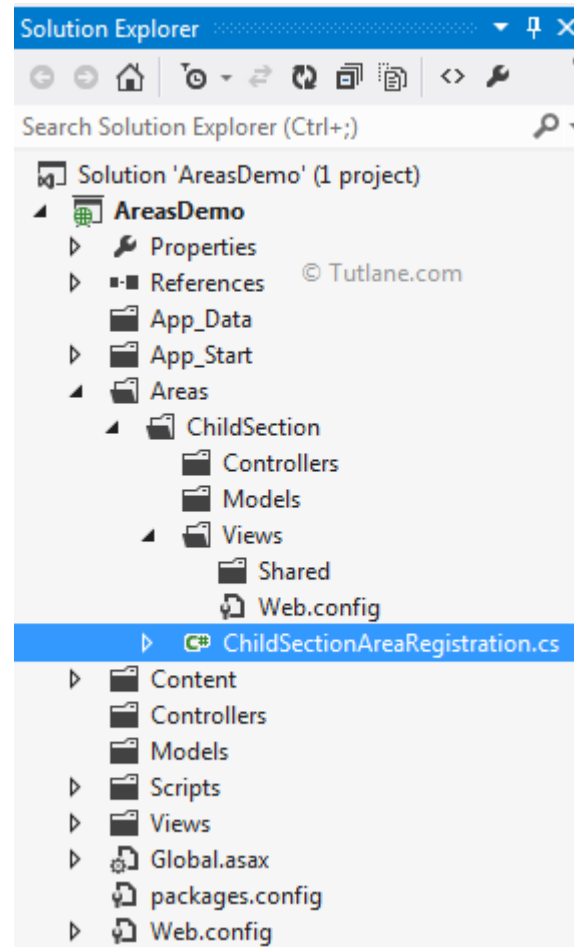 Solution Explorer
Search Solution Explorer (Ctrl+;)
Solution 'AreasDemo' (1 project)
AreasDemo
Properties
© Tutlane.com
References
App_Data
App_Start
Areas
ChildSection
Controllers
Models
Views
Shared
Web.config
C# ChildSectionAreaRegistration.cs
Content
Controllers
Models
Scripts
Views
Global.asax
packages.config
Web.config